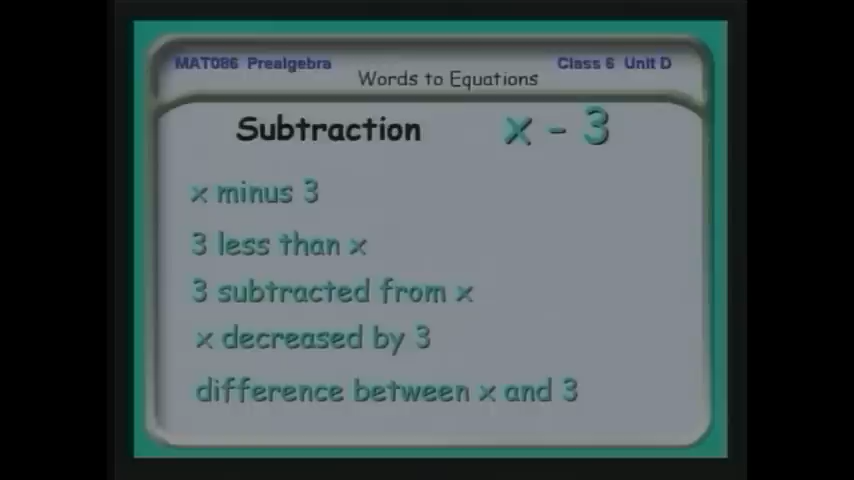 MAT086 Prealgebra
Class 6 Unit D
Words to Equations
Subtraction x - 3
x minus 3
3 less than x
3 subtracted from x
x decreased by 3
difference between x and 3